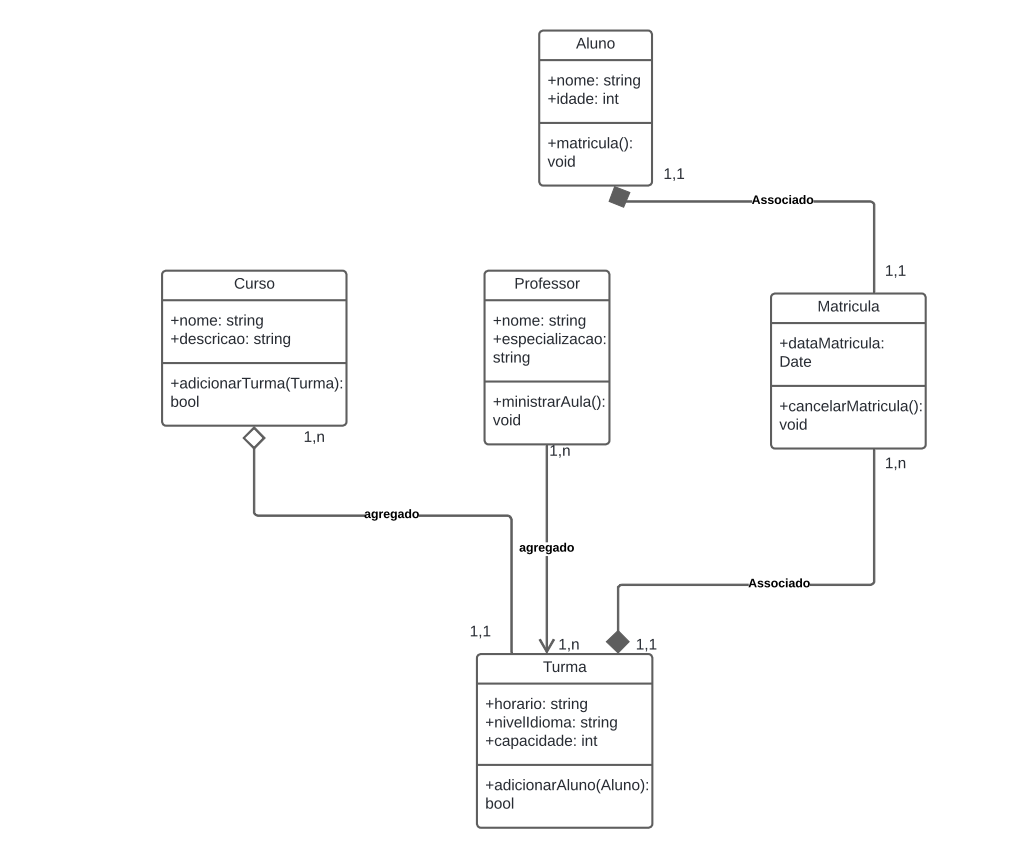 Aluno
+nome: string
+idade: int
+matricula():
void
1,1
Associado
1,1
Curso
+nome: string
+descricao: string
+adicionarTurma(Turma):
bool
1,n
Professor
+nome: string
+especializacao:
string
+ministrarAula():
void
1,n
Matricula
+dataMatricula:
Date
+cancelarMatricula():
void
1,n
agregado
agregado
Associado
1,1
1,n
1,1
Turma
+horario: string
+nivelIdioma: string
+capacidade: int
+adicionarAluno(Aluno):
bool